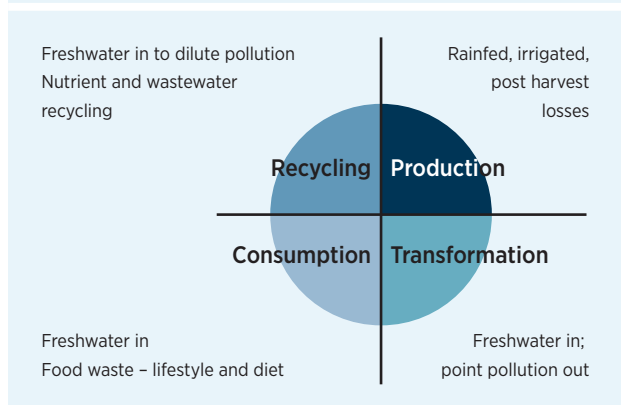 Freshwater in to dilute pollution
Nutrient and wastewater
recycling
Rainfed, irrigated,
post harvest
losses
Recycling
Production
Consumption
Transformation
Freshwater in
Food waste – lifestyle and diet
Freshwater in;
point pollution out